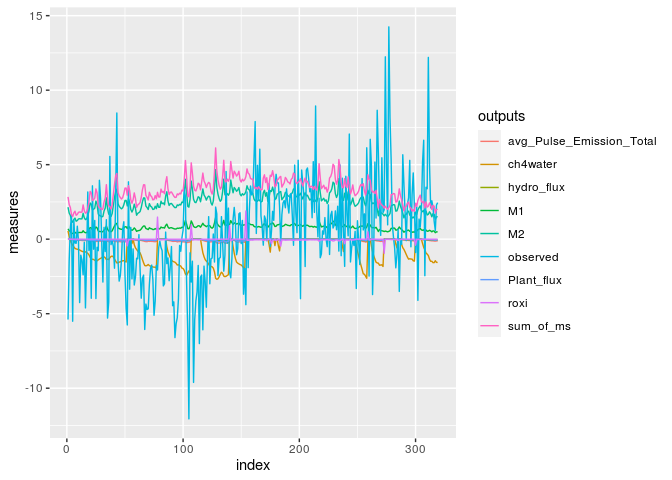 15
10
5
0
-5
-10
measures
0
100
200
300
index
outputs
avg_Pulse_Emission_Total
ch4water
hydro_flux
M1
M2
observed
Plant_flux
roxi
sum_of_ms